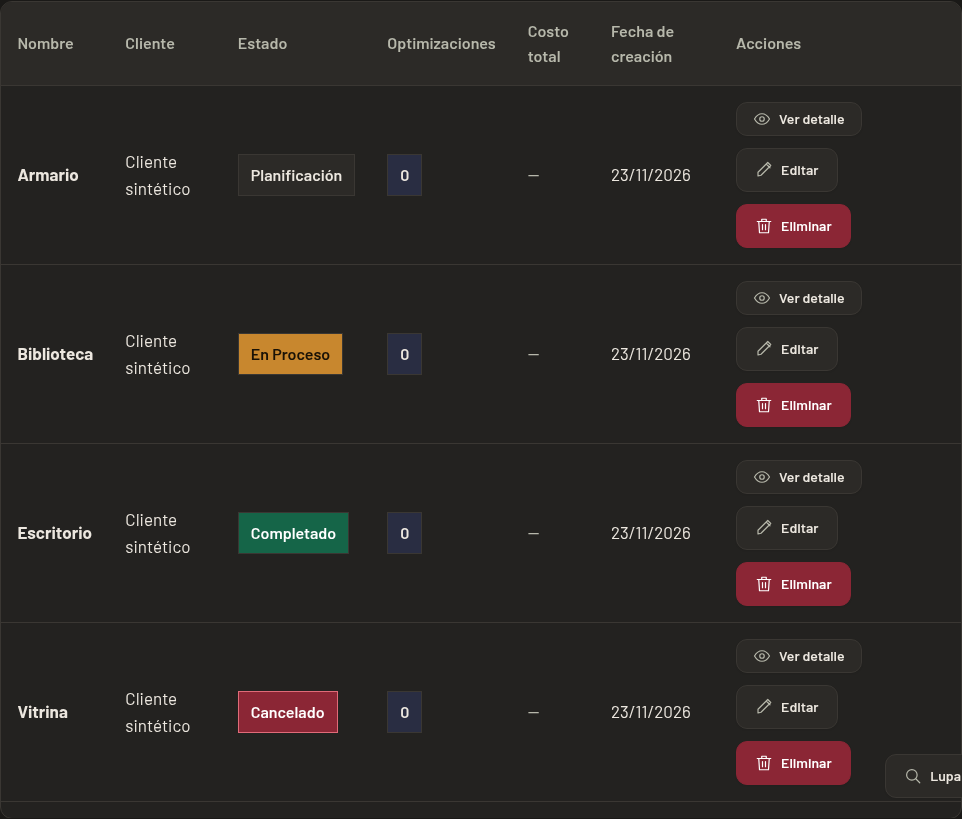 Nombre Cliente Estado Optimizaciones Costo total Fecha de creación Acciones
Armario Cliente sintético Planificación 0 — 23/11/2026
Ver detalle
Editar
Eliminar
Biblioteca Cliente sintético En Proceso 0 — 23/11/2026
Ver detalle
Editar
Eliminar
Escritorio Cliente sintético Completado 0 — 23/11/2026
Ver detalle
Editar
Eliminar
Vitrina Cliente sintético Cancelado 0 — 23/11/2026
Ver detalle
Editar
Eliminar
Lupa